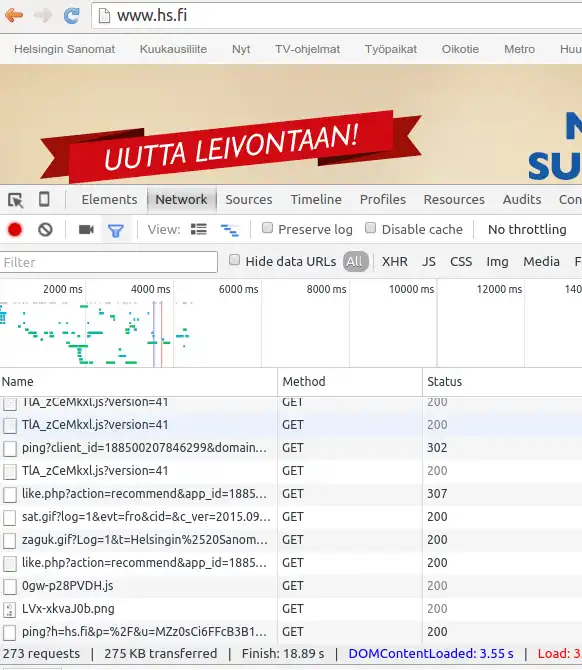 www.hs.fi
Helsingin Sanomat Kuukausiliite Nyt TV-ohjelmat Työpaikat Oikotie Metro Huu
UUTTA LEIVONTAAN!
N
SU
Elements Network Sources Timeline Profiles Resources Audits Con
View: Preserve log Disable cache No throttling
Filter Hide data URLs All XHR JS CSS Img Media F
2000 ms 4000 ms 6000 ms 8000 ms 10000 ms 12000 ms 1
Name Method Status
TlA_zCeMkxl.js?version=41 GET 200
TlA_zCeMkxl.js?version=41 GET 200
ping?client_id=188500207846299&domain... GET 302
TlA_zCeMkxl.js?version=41 GET 200
like.php?action=recommend&app_id=1885... GET 307
sat.gif?log=1&evt=fro&cid=&c_ver=2015.09... GET 200
zaguk.gif?Log=1&t=Helsingin%2520Sanom... GET 200
like.php?action=recommend&app_id=1885... GET 200
0gw-p28PVDH.js GET 200
LVx-xkvaJ0b.png GET 200
ping?h=hs.fi&p=%2F&u=MZz0sCi6FFcB3B1... GET 200
273 requests | 275 KB transferred | Finish: 18.89 s | DOMContentLoaded: 3.55 s | Load: 3.